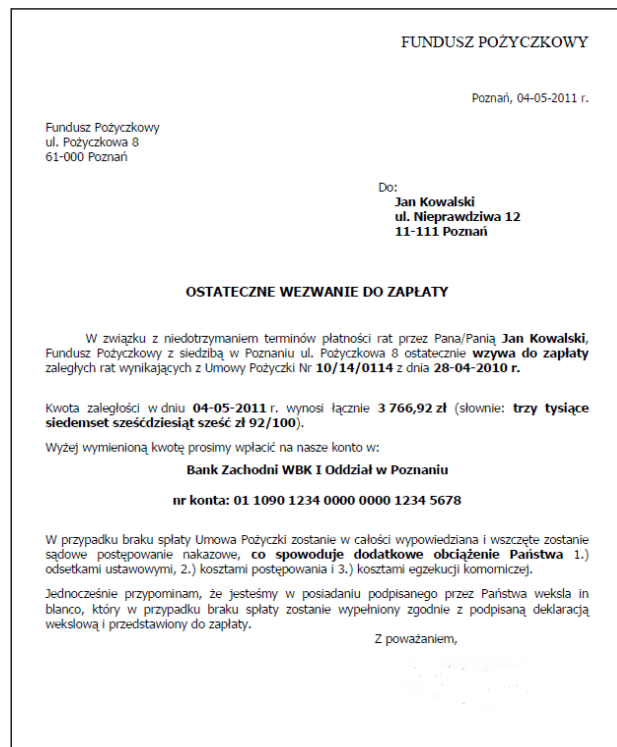 FUNDUSZ POŻYCZKOWY
Poznań, 04-05-2011 r.
Fundusz Pożyczkowy
ul. Pożyczkowa 8
61-000 Poznań
Do:
Jan Kowalski
ul. Nieprawdziwa 12
11-111 Poznań
OSTATECZNE WEZWANIE DO ZAPŁATY
W związku z niedotrzymaniem terminów płatności rat przez Pana/Panią Jan Kowalski,
Fundusz Pożyczkowy z siedzibą w Poznaniu ul. Pożyczkowa 8 ostatecznie wzywa do zapłaty
zaległych rat wynikających z Umowy Pożyczki Nr 10/14/0114 z dnia 28-04-2010 r.
Kwota zaległości w dniu 04-05-2011 r. wynosi łącznie 3 766,92 zł (słownie: trzy tysiące
siedemset sześćdziesiąt sześć zł 92/100).
Wyżej wymienioną kwotę prosimy wpłacić na nasze konto w:
Bank Zachodni WBK I Oddział w Poznaniu
nr konta: 01 1090 1234 0000 0000 1234 5678
W przypadku braku spłaty Umowa Pożyczki zostanie w całości wypowiedziana i wszczęte zostanie
sądowe postępowanie nakazowe, co spowoduje dodatkowe obciążenie Państwa 1.)
odsetkami ustawowymi, 2.) kosztami postępowania i 3.) kosztami egzekucji komorniczej.
Jednocześnie przypominam, że jesteśmy w posiadaniu podpisanego przez Państwa weksla in
blanco, który w przypadku braku spłaty zostanie wypełniony zgodnie z podpisaną deklaracją
wekslową i przedstawiony do zapłaty.
Z poważaniem,